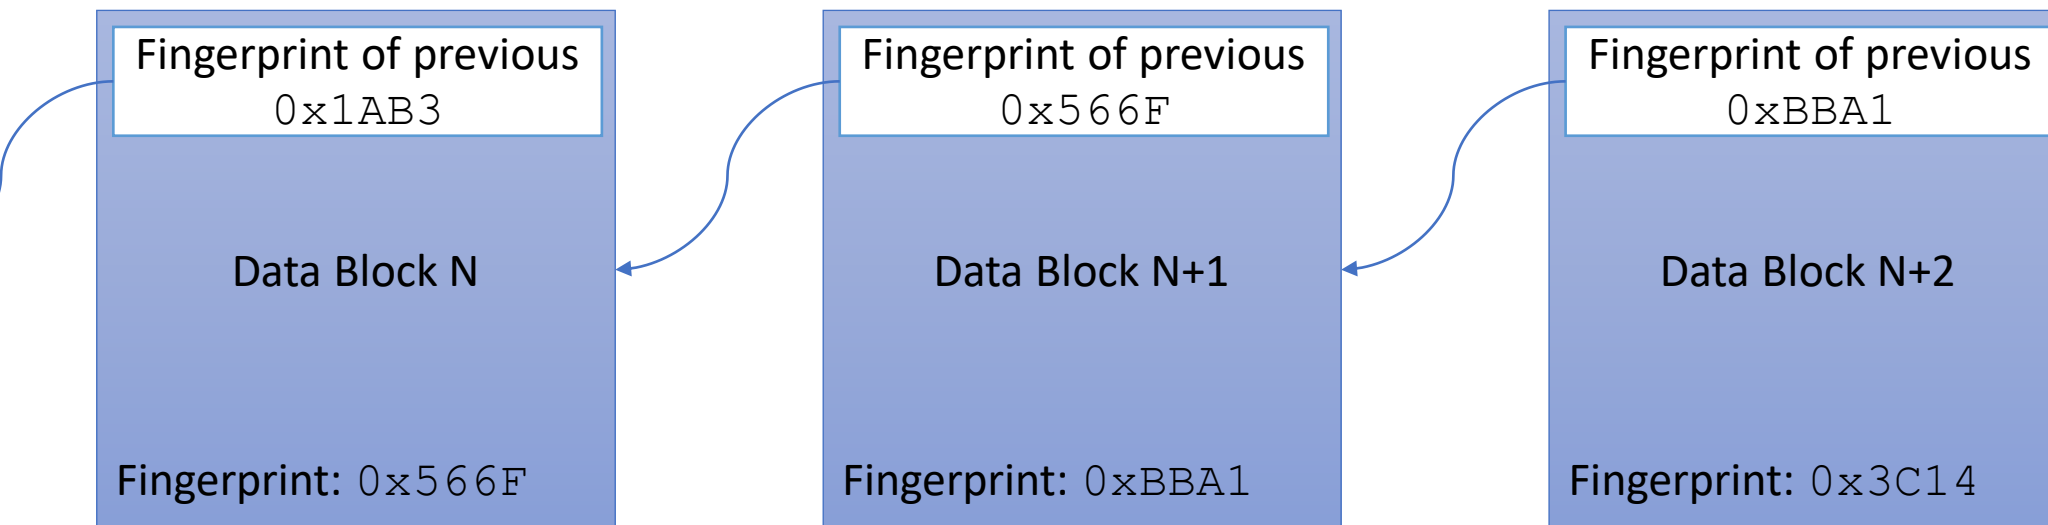 Fingerprint of previous
0x1AB3
Data Block N
Fingerprint: 0x566F
Fingerprint of previous
0x566F
Data Block N+1
Fingerprint: 0xBBA1
Fingerprint of previous
0xBBA1
Data Block N+2
Fingerprint: 0x3C14